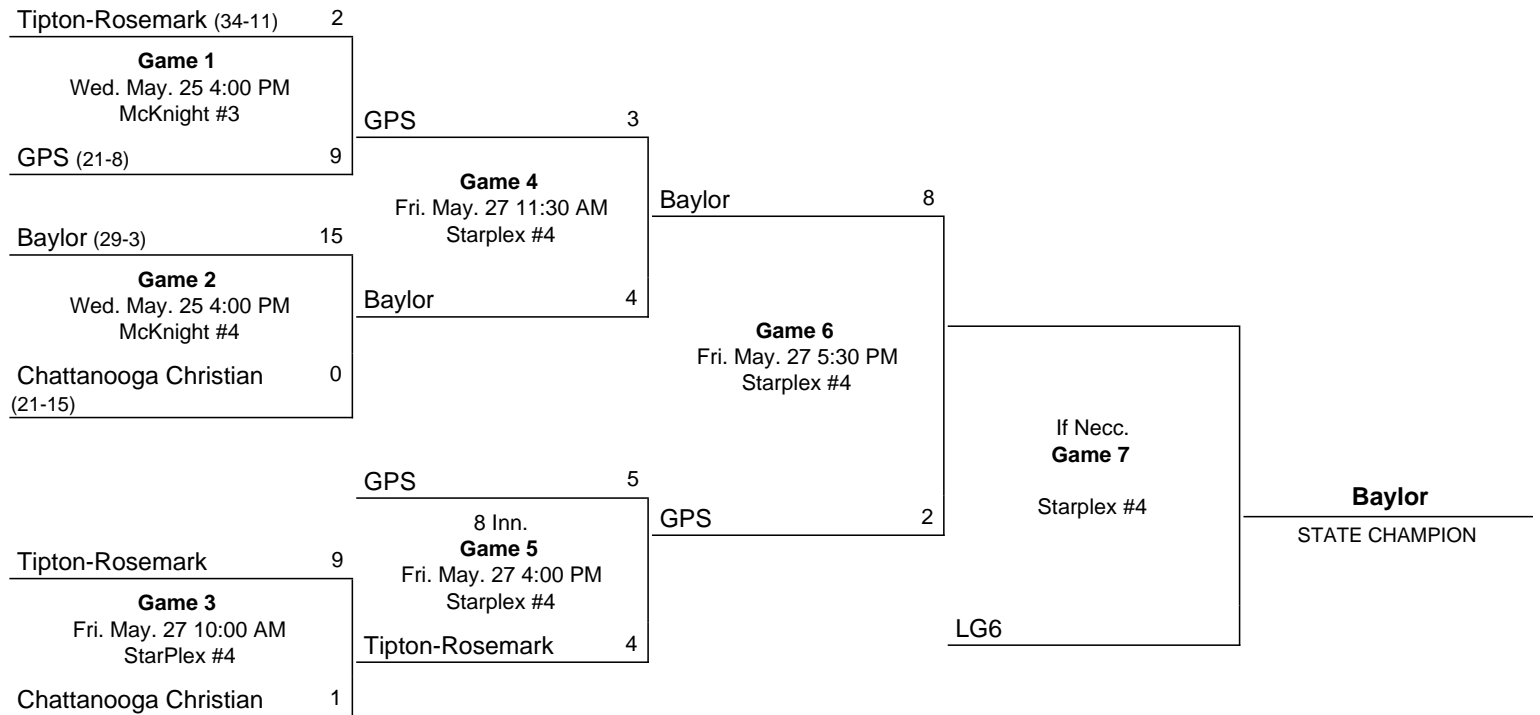 Tipton-Rosemark (34-11) 2
Game 1
Wed. May. 25 4:00 PM
McKnight #3
GPS (21-8) 9
Baylor (29-3) 15
Game 2
Wed. May. 25 4:00 PM
McKnight #4
Chattanooga Christian 0
(21-15)
Tipton-Rosemark 9
Game 3
Fri. May. 27 10:00 AM
StarPlex #4
Chattanooga Christian 1
GPS 3
Game 4
Fri. May. 27 11:30 AM
Starplex #4
Baylor 4
GPS 5
8 Inn.
Game 5
Fri. May. 27 4:00 PM
Starplex #4
Tipton-Rosemark 4
Baylor 8
Game 6
Fri. May. 27 5:30 PM
Starplex #4
GPS 2
If Necc.
Game 7
Starplex #4
LG6
Baylor
STATE CHAMPION